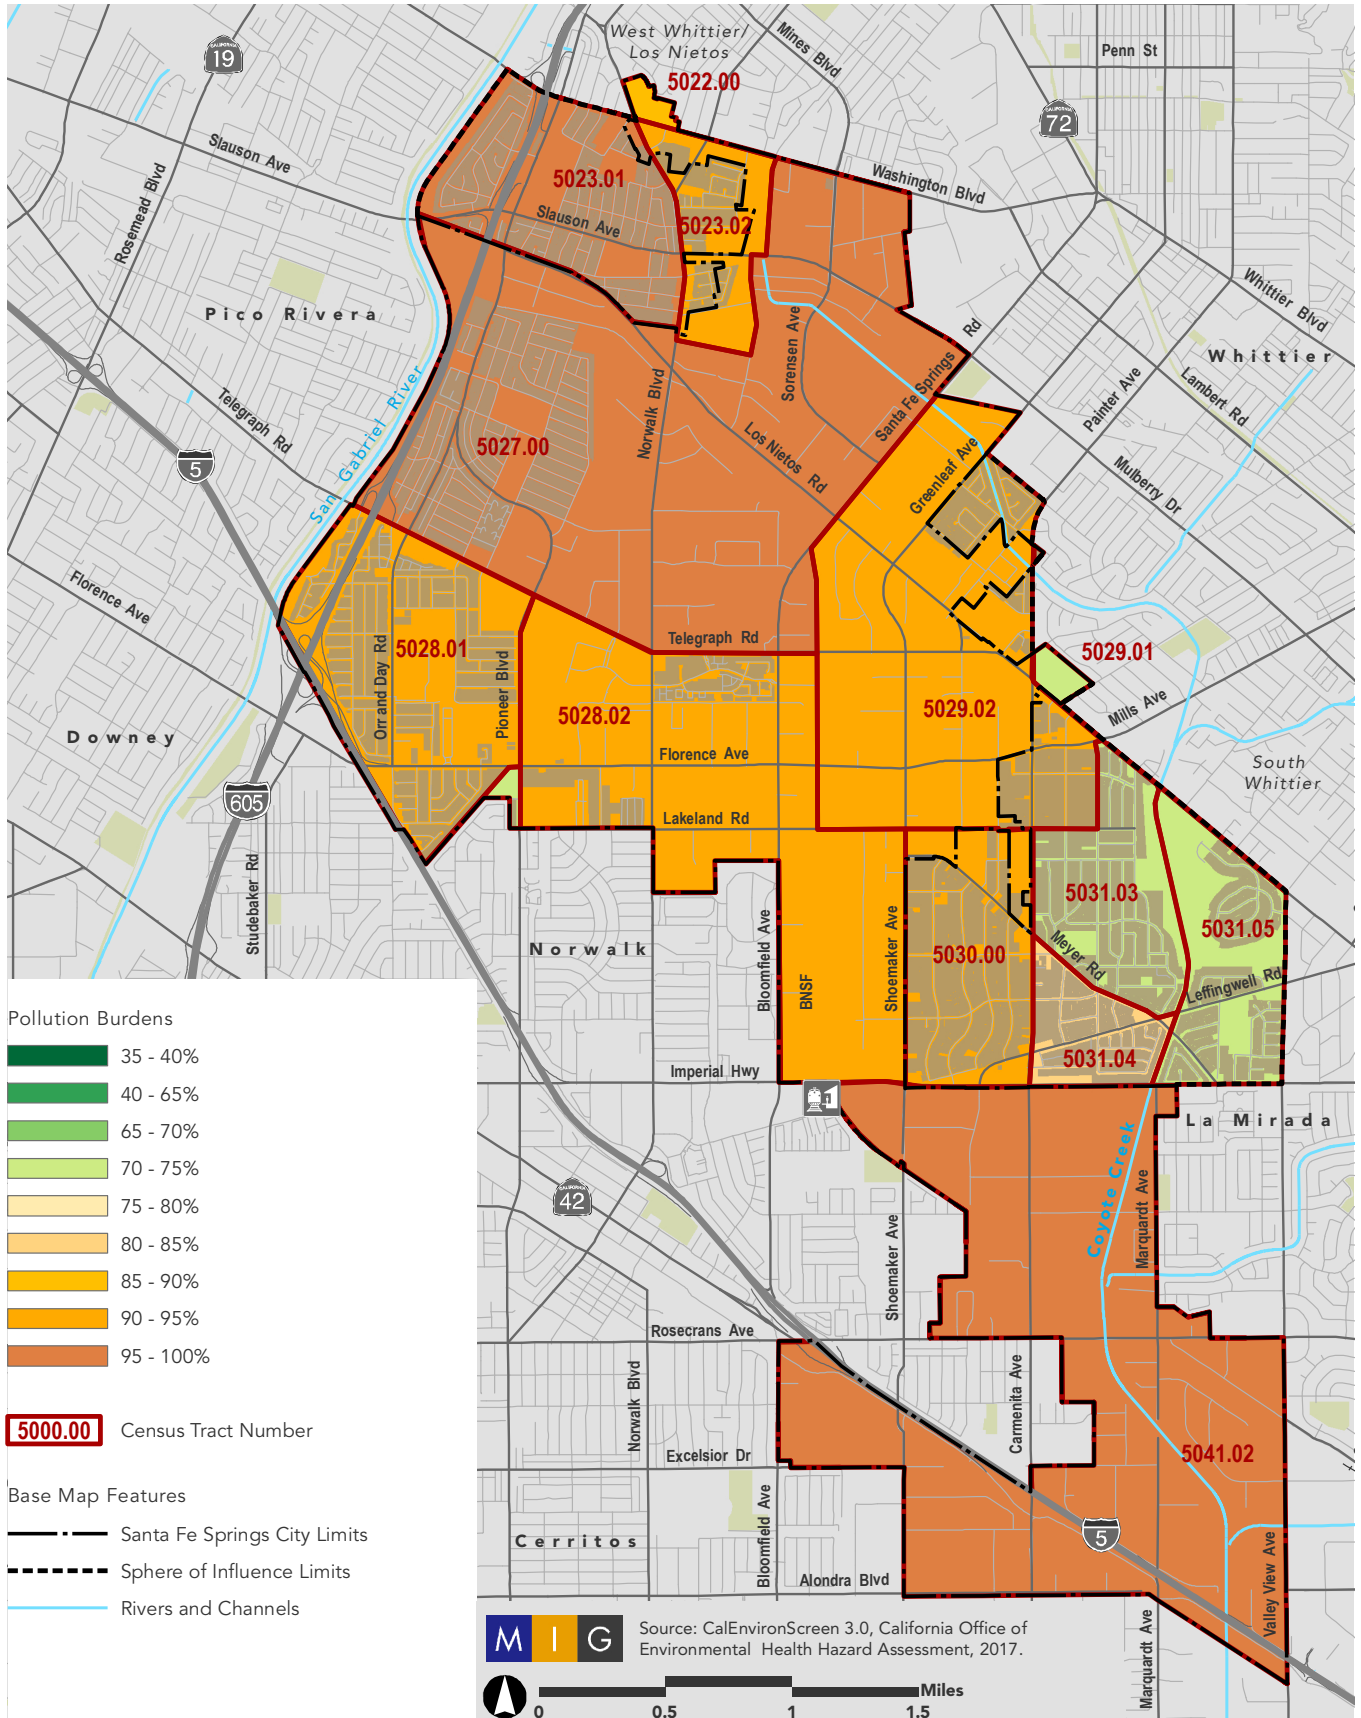 West Whittier/
Los Nietos
Mines Blvd
Penn St
CALIFORNIA
19
5022.00
CALIFORNIA
72
Slauson Ave
Rosemead Blvd
5023.01
Washington Blvd
Slauson Ave
5023.02
Whittier Blvd
Pico Rivera
Whittier
Sorensen Ave
Santa Fe Springs Rd
Painter Ave
Lambert Rd
Telegraph Rd
San Gabriel River
Norwalk Blvd
5027.00
Los Nietos Rd
Greenleaf Ave
Mulberry Dr
5
Florence Ave
Telegraph Rd
5028.01
Orr and Day Rd
Pioneer Blvd
5029.01
5028.02
5029.02
Mills Ave
Downey
Florence Ave
South
Whittier
605
Lakeland Rd
Studebaker Rd
5031.03
5031.05
Norwalk
Bloomfield Ave
BNSF
Shoemaker Ave
5030.00
Meyer Rd
Leffingwell Rd
5031.04
Imperial Hwy
La Mirada
Coyote Creek
Marquardt Ave
CALIFORNIA
42
Shoemaker Ave
Rosecrans Ave
Norwalk Blvd
Carmenita Ave
Excelsior Dr
5041.02
Bloomfield Ave
Cerritos
5
Alondra Blvd
Valley View Ave
Marquardt Ave
Pollution Burdens
35 - 40%
40 - 65%
65 - 70%
70 - 75%
75 - 80%
80 - 85%
85 - 90%
90 - 95%
95 - 100%
5000.00 Census Tract Number
Base Map Features
Santa Fe Springs City Limits
Sphere of Influence Limits
Rivers and Channels
M I G
Source: CalEnvironScreen 3.0, California Office of
Environmental Health Hazard Assessment, 2017.
Miles
0 0.5 1 1.5